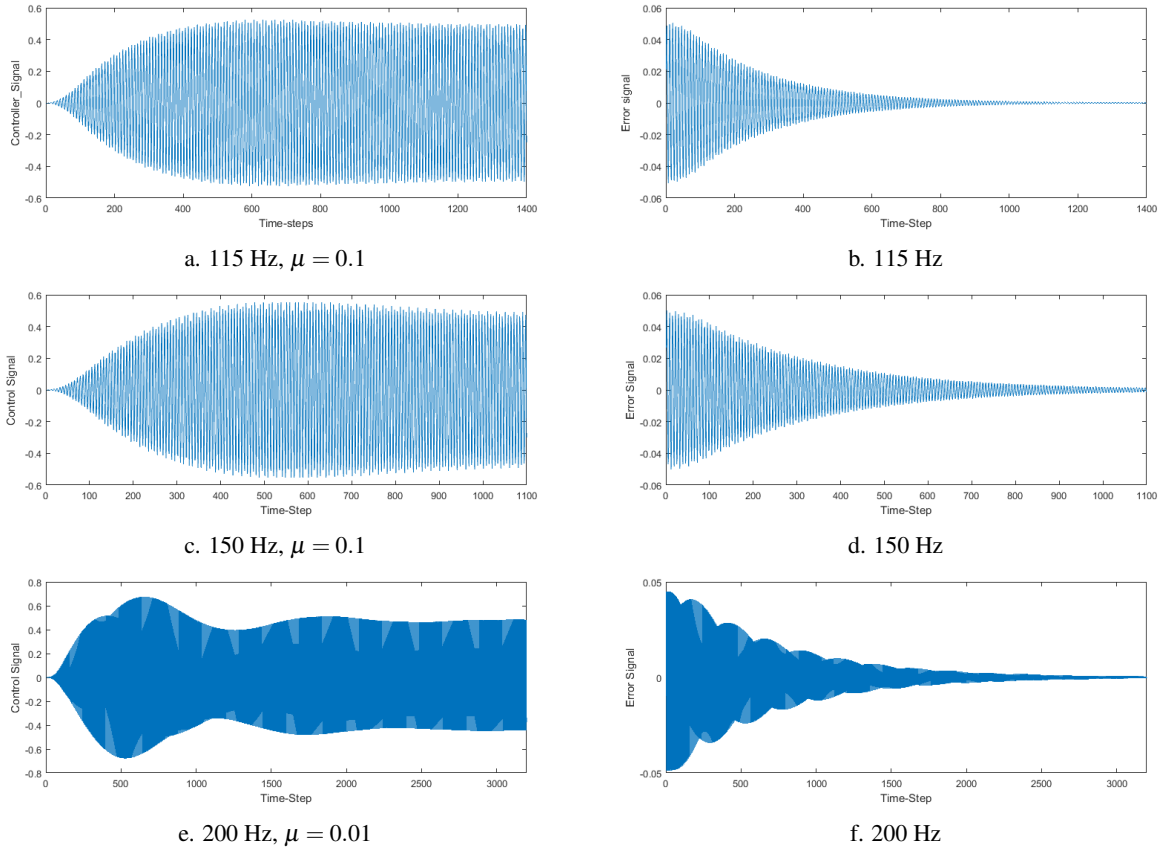 0.6
0.4
0.2
0
-0.2
-0.4
-0.6
Controller_Signal
0 200 400 600 800 1000 1200 1400
Time-steps
a. 115 Hz, μ = 0.1
0.06
0.04
0.02
0
-0.02
-0.04
-0.06
Error signal
0 200 400 600 800 1000 1200 1400
Time-Step
b. 115 Hz
0.6
0.4
0.2
0
-0.2
-0.4
-0.6
Control Signal
0 100 200 300 400 500 600 700 800 900 1000 1100
Time-Step
c. 150 Hz, μ = 0.1
0.06
0.04
0.02
0
-0.02
-0.04
-0.06
Error Signal
0 100 200 300 400 500 600 700 800 900 1000 1100
Time-Step
d. 150 Hz
0.8
0.6
0.4
0.2
0
-0.2
-0.4
-0.6
-0.8
Control Signal
0 500 1000 1500 2000 2500 3000
Time-Step
e. 200 Hz, μ = 0.01
0.05
0
-0.05
Error Signal
0 500 1000 1500 2000 2500 3000
Time-Step
f. 200 Hz